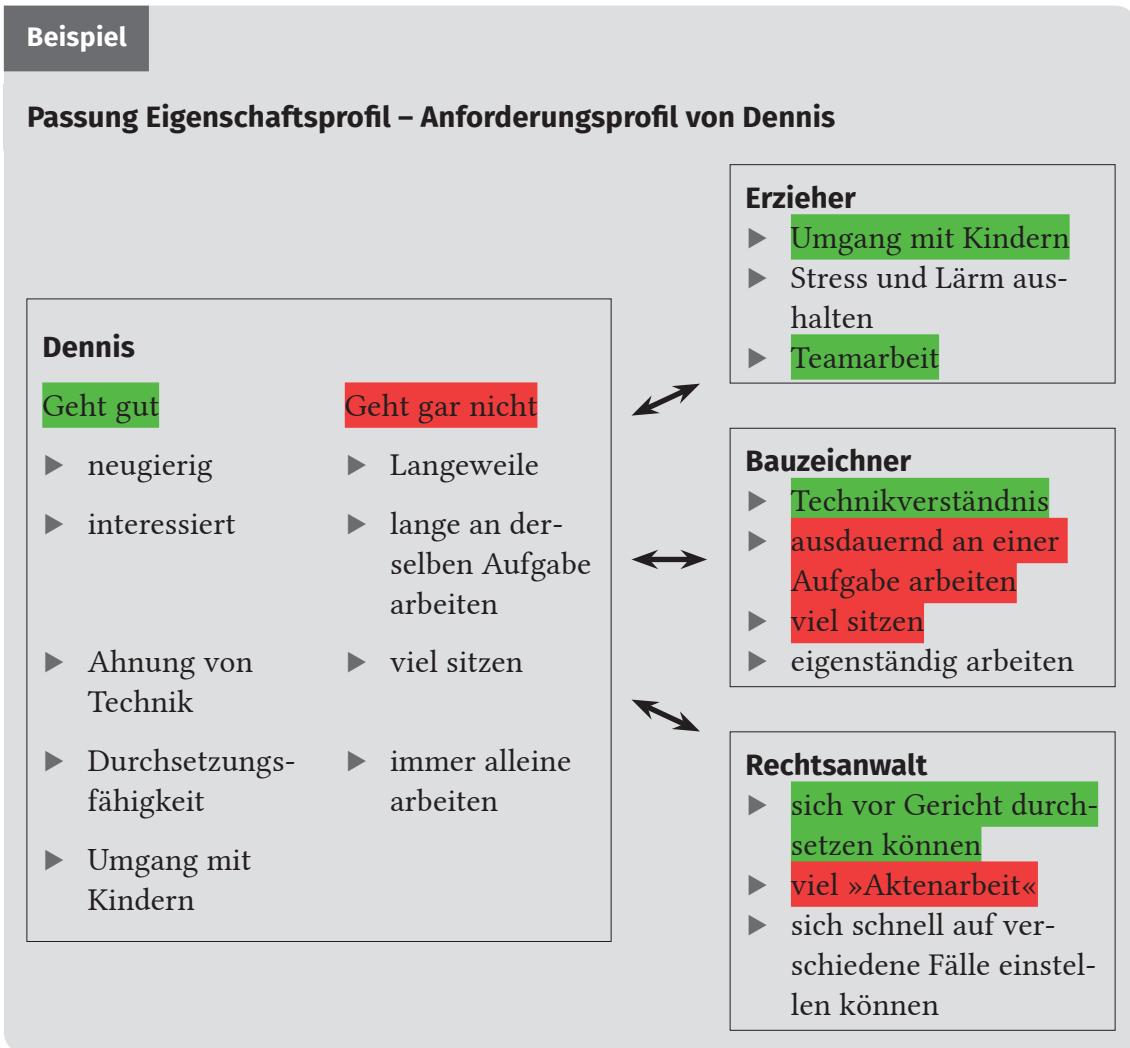 Beispiel
Passung Eigenschaftsprofil – Anforderungsprofil von Dennis
Dennis
Geht gut
▶ neugierig
▶ interessiert
▶ Ahnung von
Technik
▶ Durchsetzungs-
fähigkeit
▶ Umgang mit
Kindern
Geht gar nicht
▶ Langeweile
▶ lange an der-
selben Aufgabe
arbeiten
▶ viel sitzen
▶ immer alleine
arbeiten
Erzieher
▶ Umgang mit Kindern
▶ Stress und Lärm aus-
halten
▶ Teamarbeit
Bauzeichner
▶ Technikverständnis
▶ ausdauernd an einer
Aufgabe arbeiten
▶ viel sitzen
▶ eigenständig arbeiten
Rechtsanwalt
▶ sich vor Gericht durch-
setzen können
▶ viel »Aktenarbeit«
▶ sich schnell auf ver-
schiedene Fälle einstel-
len können